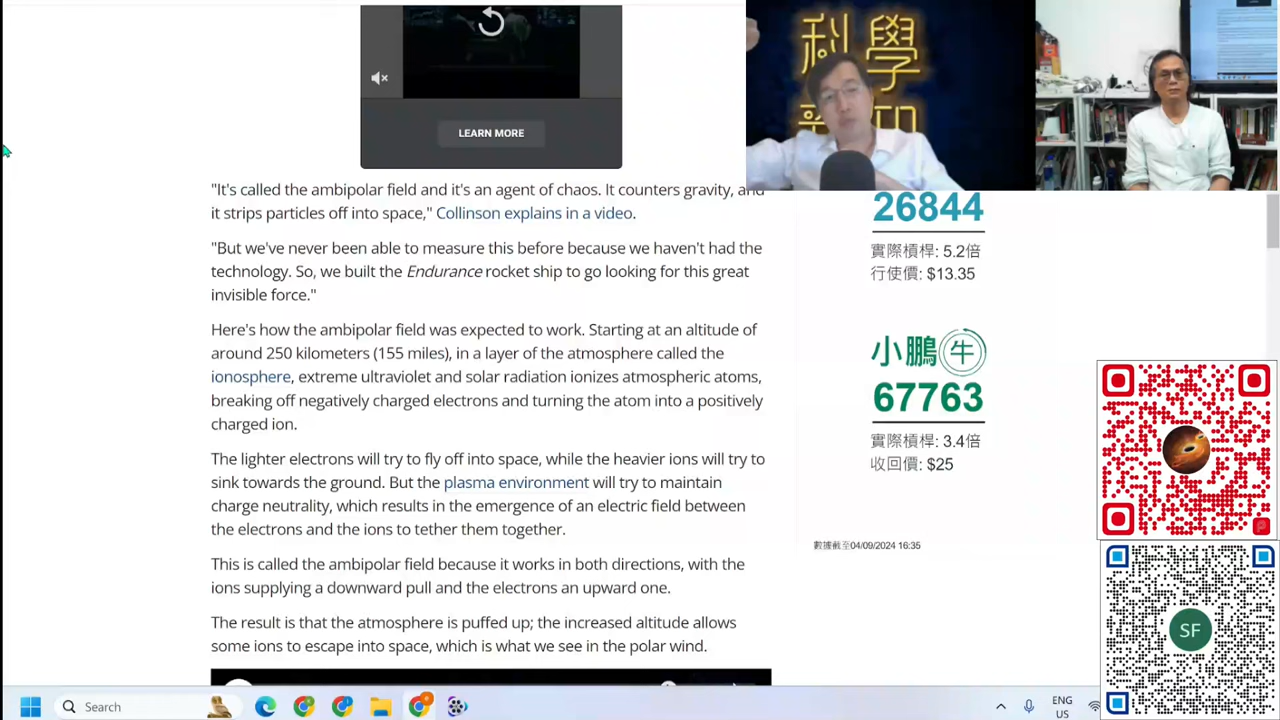 科學
LEARN MORE
"It's called the ambipolar field and it's an agent of chaos. It counters gravity, and
it strips particles off into space," Collinson explains in a video.
"But we've never been able to measure this before because we haven't had the
technology. So, we built the Endurance rocket ship to go looking for this great
invisible force."
Here's how the ambipolar field was expected to work. Starting at an altitude of
around 250 kilometers (155 miles), in a layer of the atmosphere called the
ionosphere, extreme ultraviolet and solar radiation ionizes atmospheric atoms,
breaking off negatively charged electrons and turning the atom into a positively
charged ion.
The lighter electrons will try to fly off into space, while the heavier ions will try to
sink towards the ground. But the plasma environment will try to maintain
charge neutrality, which results in the emergence of an electric field between
the electrons and the ions to tether them together.
This is called the ambipolar field because it works in both directions, with the
ions supplying a downward pull and the electrons an upward one.
The result is that the atmosphere is puffed up; the increased altitude allows
some ions to escape into space, which is what we see in the polar wind.
26844
實際槓桿: 5.2倍
行使價: $13.35
小鵬 牛
67763
實際槓桿: 3.4倍
收回價: $25
數據截至04/09/2024 16:35
SF
Search
ENG
US